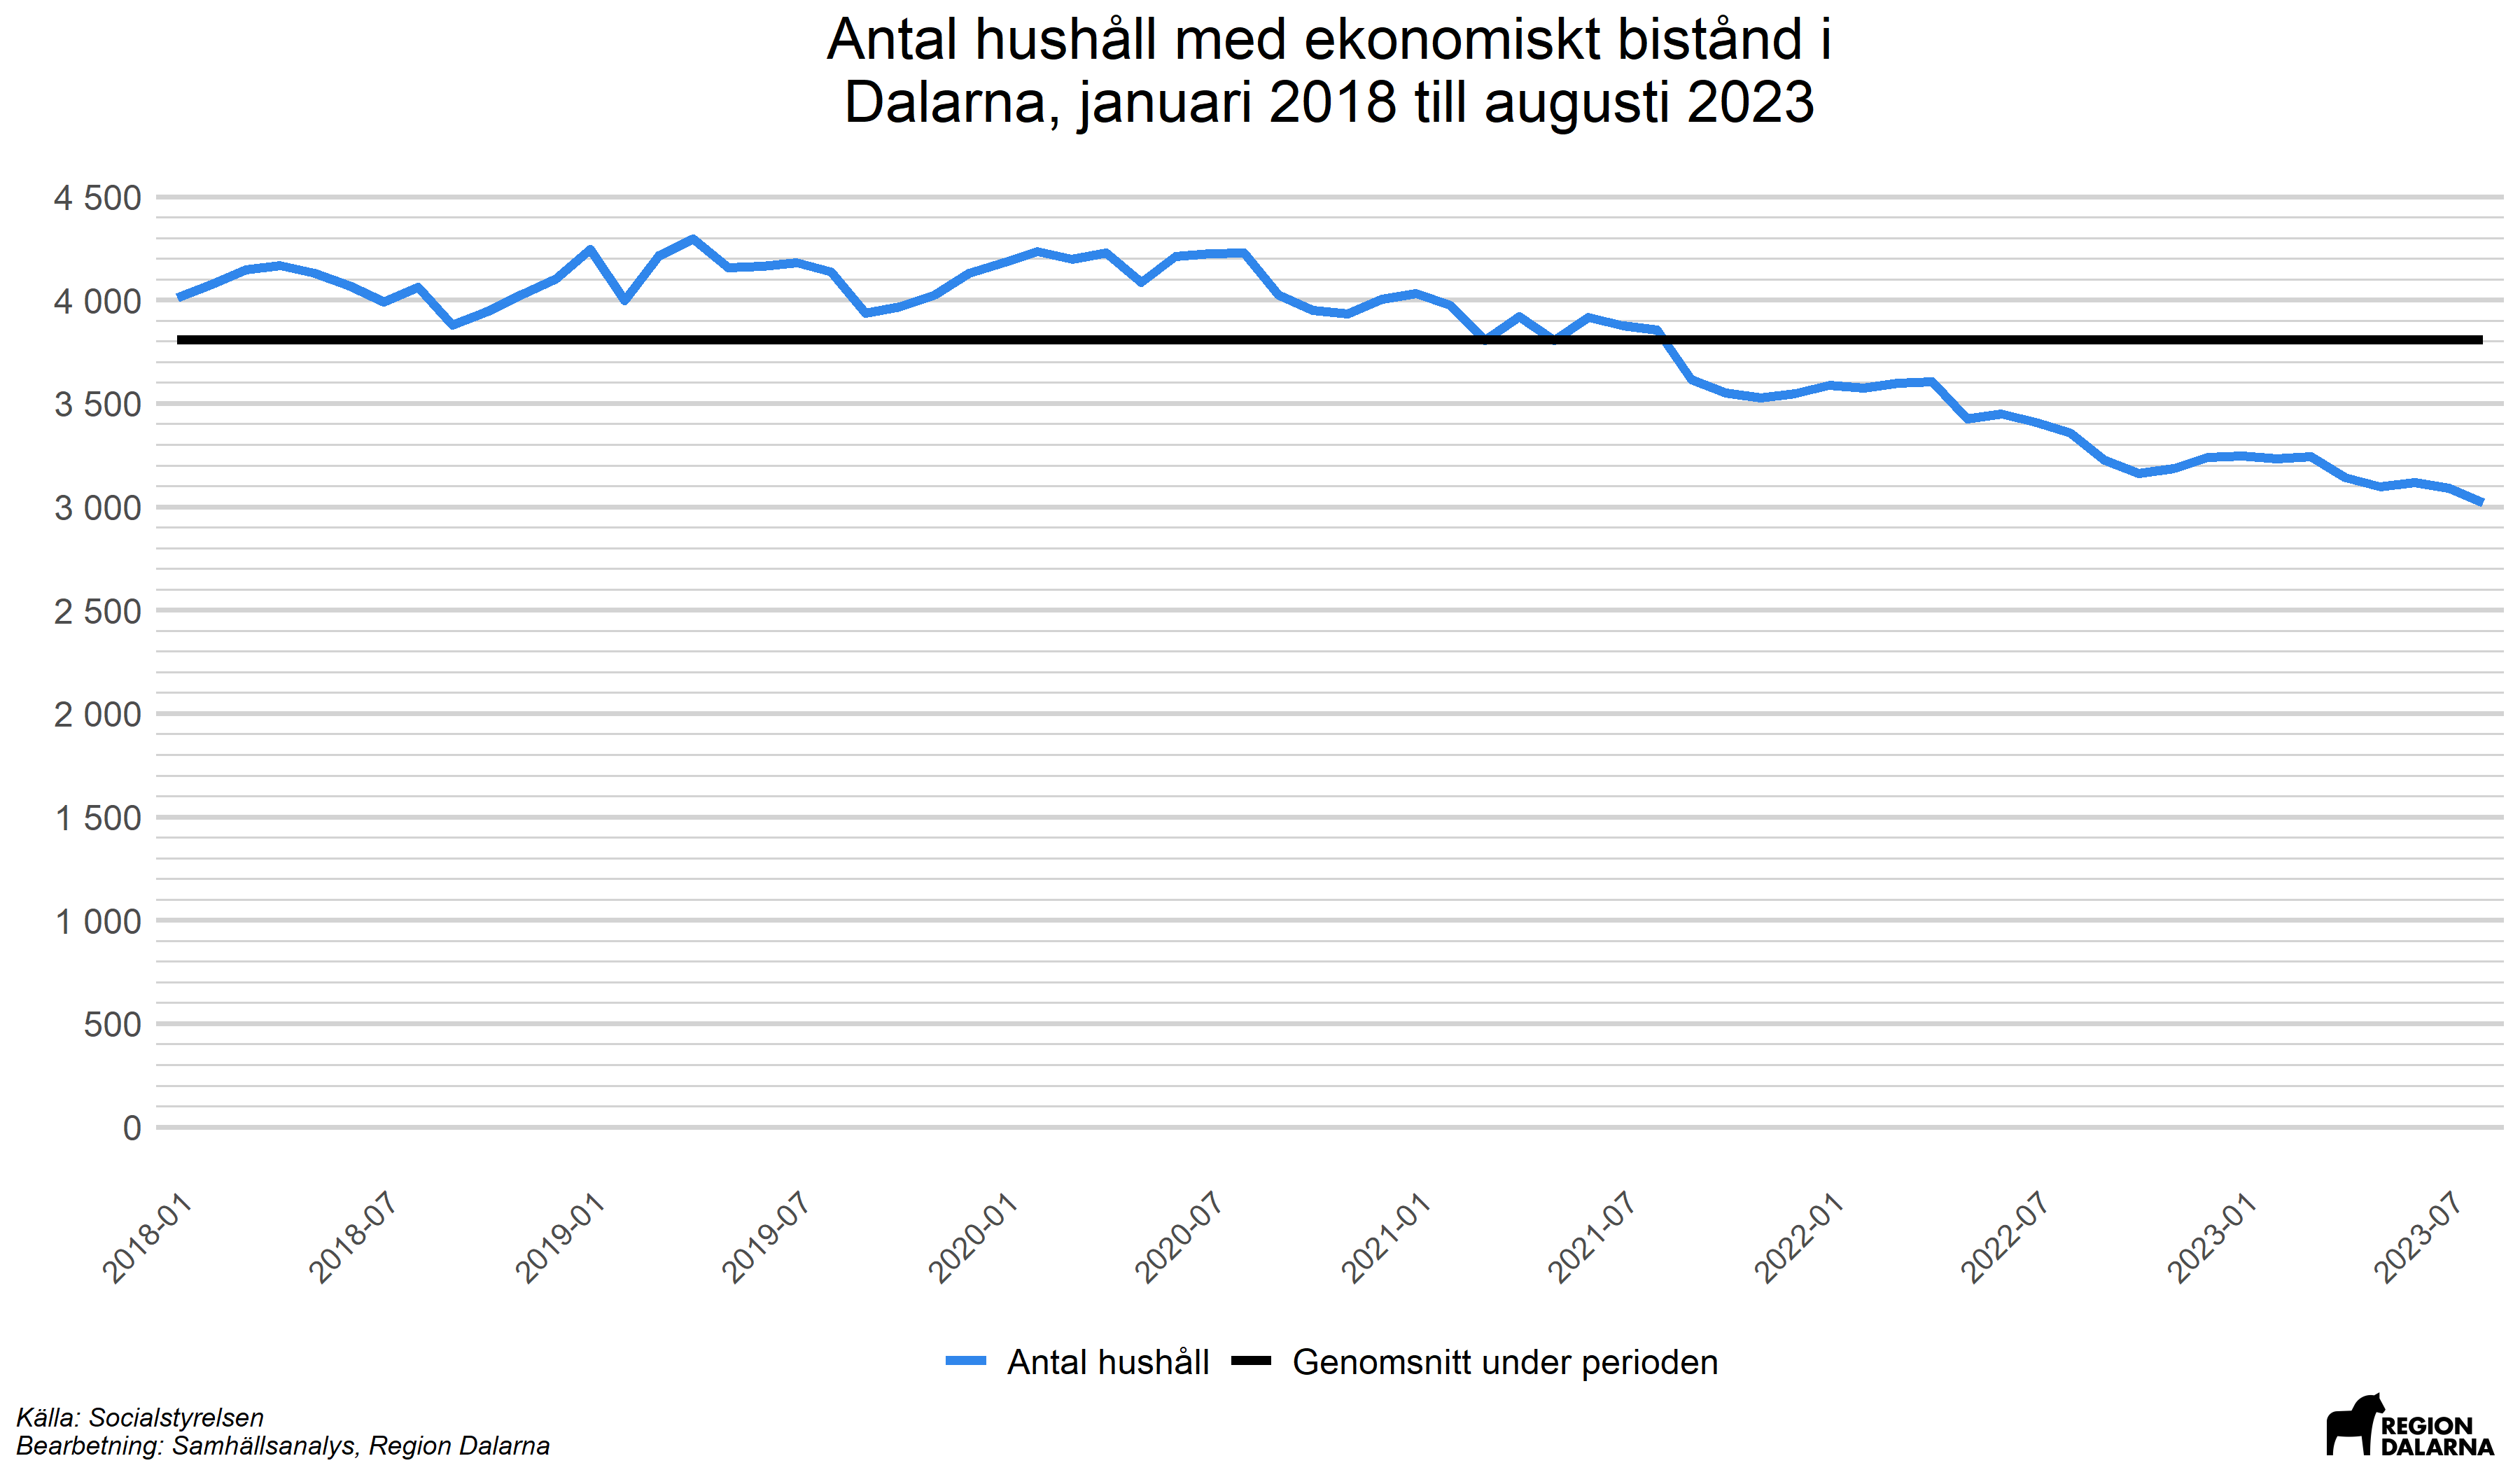 Antal hushåll med ekonomiskt bistånd i
Dalarna, januari 2018 till augusti 2023
4 500
4 000
3 500
3 000
2 500
2 000
1 500
1 000
500
0
2018-01
2018-07
2019-01
2019-07
2020-01
2020-07
2021-01
2021-07
2022-01
2022-07
2023-01
2023-07
Antal hushåll
Genomsnitt under perioden
Källa: Socialstyrelsen
Bearbetning: Samhällsanalys, Region Dalarna
REGION
DALARNA